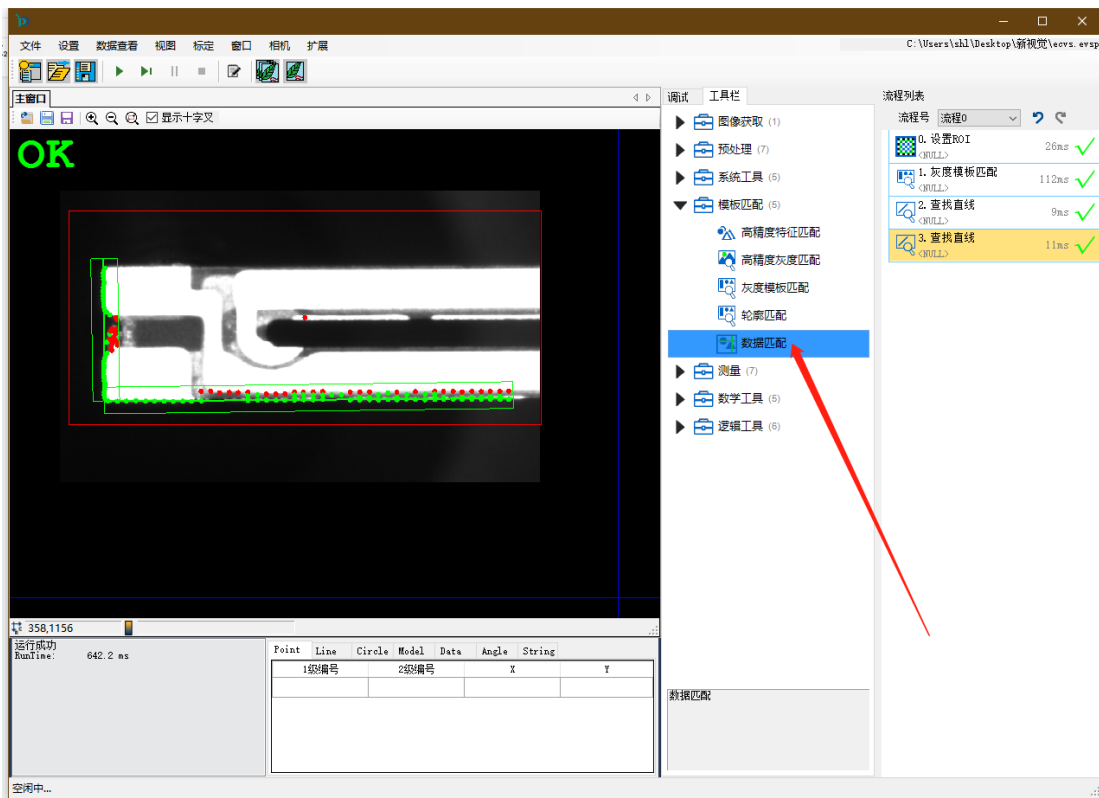 文件 设置 数据查看 视图 标定 窗口 相机 扩展
C:\Users\shl\Desktop\新视觉\ecvs.evsp
主窗口
显示十字叉
OK
358,1156
运行成功
RunTime: 642.2 ms
Point Line Circle Model Data Angle String
1级编号 2级编号 X Y
空闲中...
调试 工具栏
图像获取 (1)
预处理 (7)
系统工具 (5)
模板匹配 (5)
高精度特征匹配
高精度灰度匹配
灰度模板匹配
轮廓匹配
数据匹配
测量 (7)
数学工具 (5)
逻辑工具 (6)
数据匹配
流程列表
流程号 流程0
0. 设置ROI
<NULL>
26ms
1. 灰度模板匹配
<NULL>
112ms
2. 查找直线
<NULL>
9ms
3. 查找直线
<NULL>
11ms